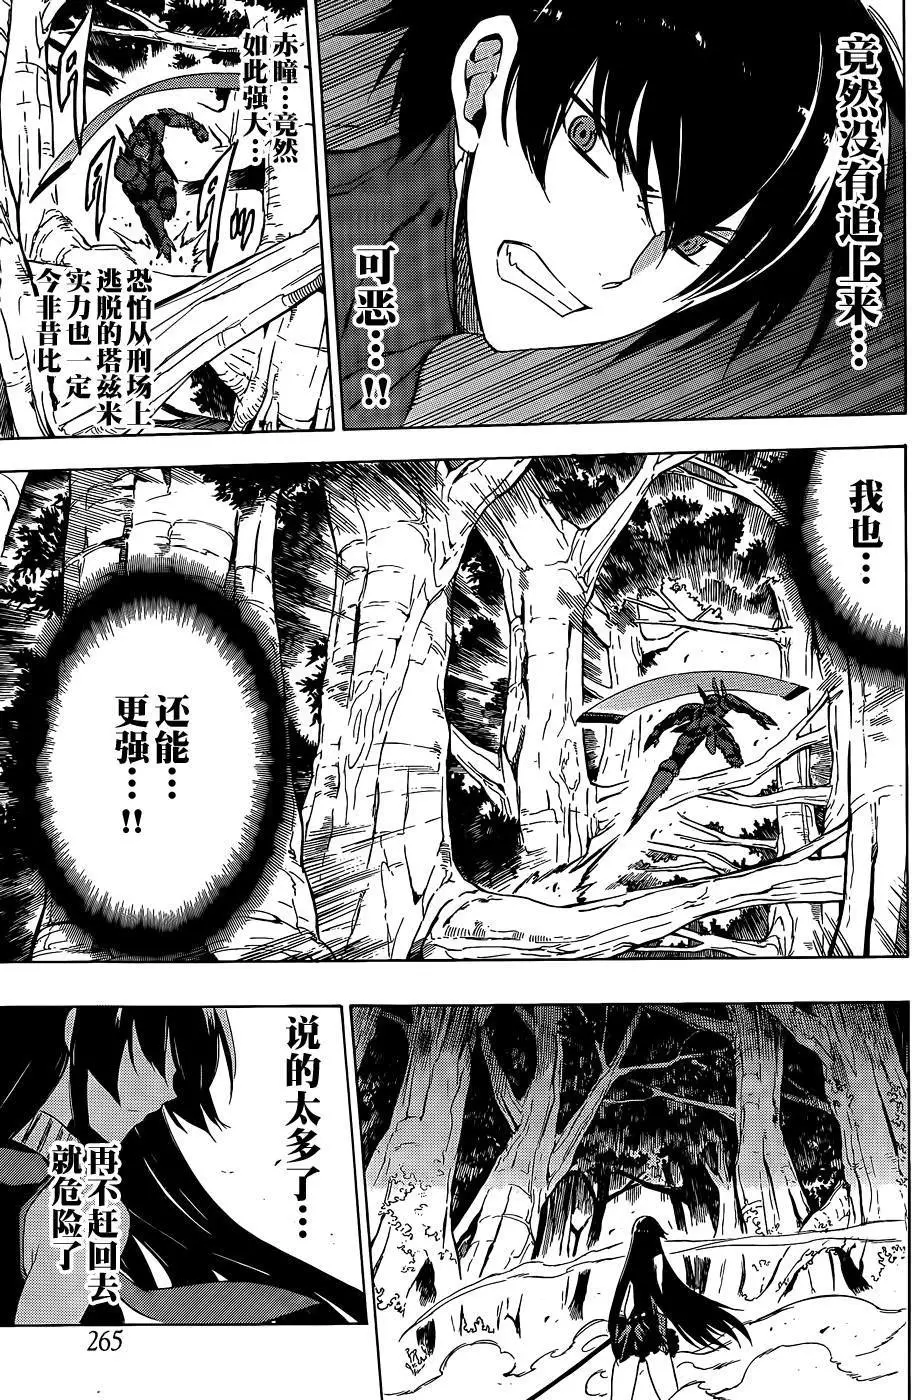 竟然没有追上来…
可恶…!!
赤瞳…竟然
如此强大…
恐怕从刑场上
逃脱的塔兹米
实力也一定
今非昔比
我也…
还能…
更强…!!
说的太多了…
再不赶回去
就危险了
265